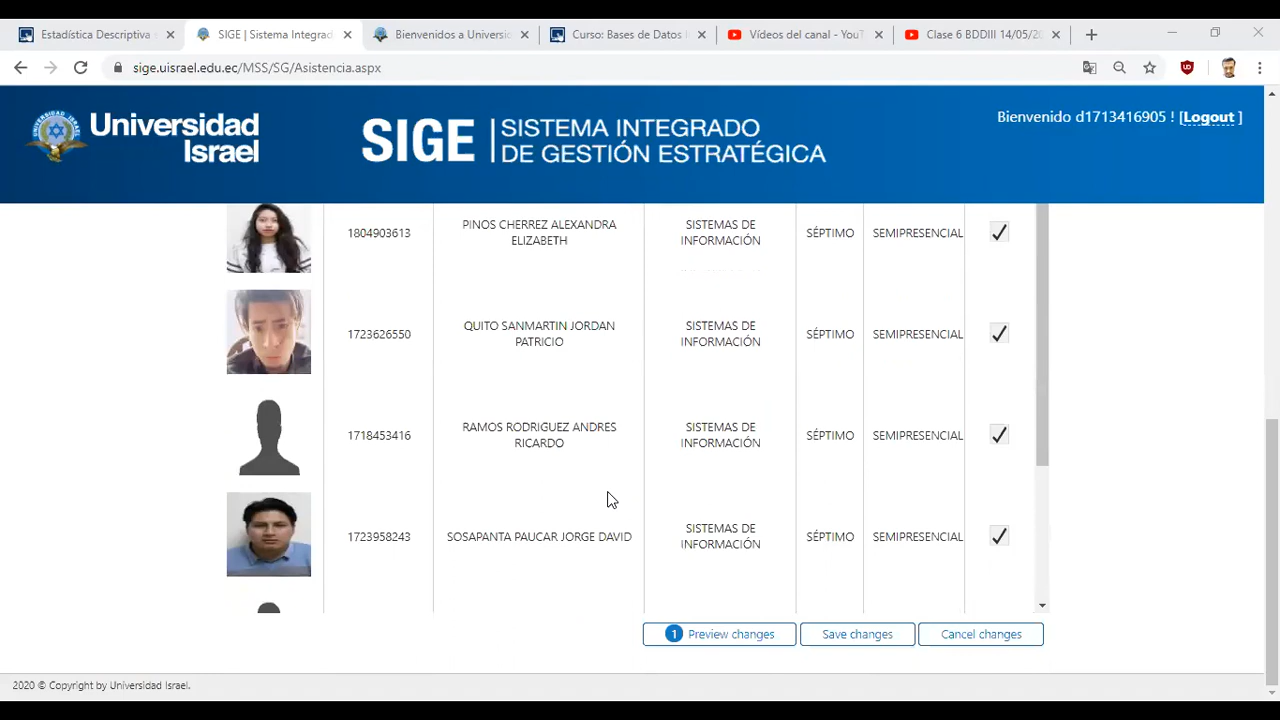 Estadística Descriptiva
SIGE | Sistema Integrad
Bienvenidos a Universi
Curso: Bases de Datos
Vídeos del canal - YouT
Clase 6 BDDIII 14/05/20
sige.uisrael.edu.ec/MSS/SG/Asistencia.aspx
Universidad
Israel
SIGE | SISTEMA INTEGRADO
DE GESTIÓN ESTRATÉGICA
Bienvenido d1713416905 ! [Logout ]
1804903613
PINOS CHERREZ ALEXANDRA
ELIZABETH
SISTEMAS DE
INFORMACIÓN
SÉPTIMO
SEMIPRESENCIAL
1723626550
QUITO SANMARTIN JORDAN
PATRICIO
SISTEMAS DE
INFORMACIÓN
SÉPTIMO
SEMIPRESENCIAL
1718453416
RAMOS RODRIGUEZ ANDRES
RICARDO
SISTEMAS DE
INFORMACIÓN
SÉPTIMO
SEMIPRESENCIAL
1723958243
SOSAPANTA PAUCAR JORGE DAVID
SISTEMAS DE
INFORMACIÓN
SÉPTIMO
SEMIPRESENCIAL
1 Preview changes
Save changes
Cancel changes
2020 © Copyright by Universidad Israel.